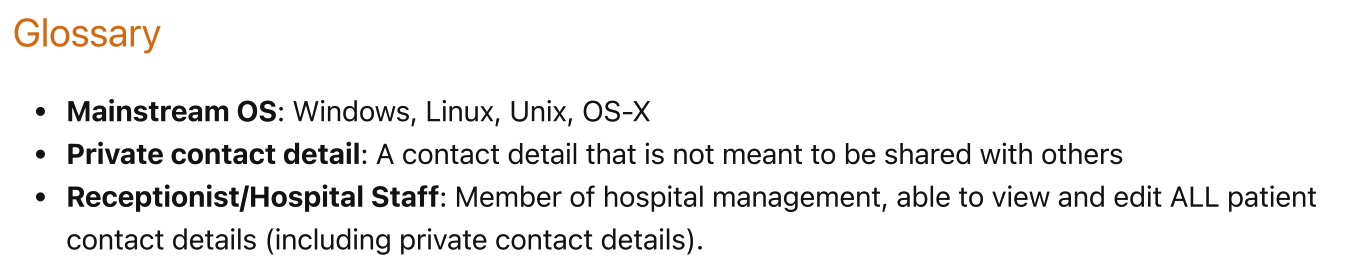 Glossary
• Mainstream OS: Windows, Linux, Unix, OS-X
• Private contact detail: A contact detail that is not meant to be shared with others
• Receptionist/Hospital Staff: Member of hospital management, able to view and edit ALL patient
contact details (including private contact details).